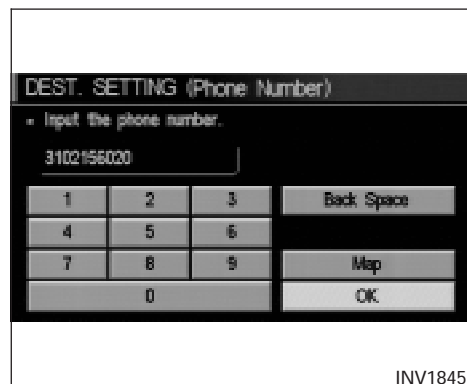 DEST. SETTING (Phone Number)
Input the phone number.
3102156020
1 2 3 Back Space
4 5 6
7 8 9 Map
0 OK
INV1845